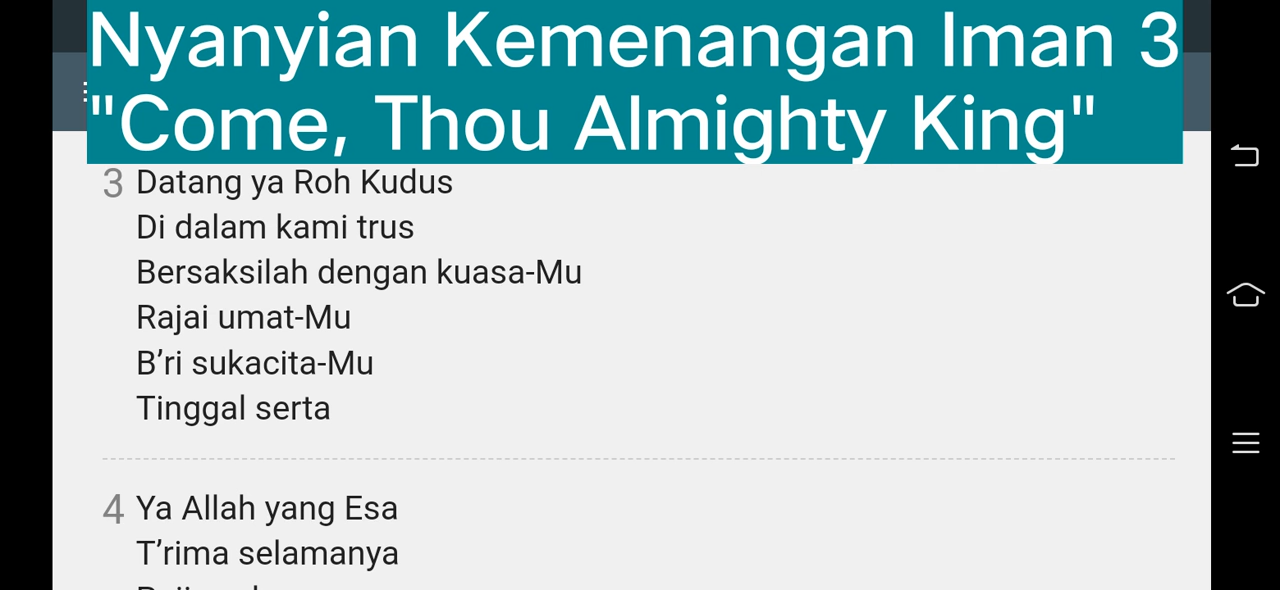 Nyanyian Kemenangan Iman 3
"Come, Thou Almighty King"
3 Datang ya Roh Kudus
Di dalam kami trus
Bersaksilah dengan kuasa-Mu
Rajai umat-Mu
B’ri sukacita-Mu
Tinggal serta
4 Ya Allah yang Esa
T’rima selamanya